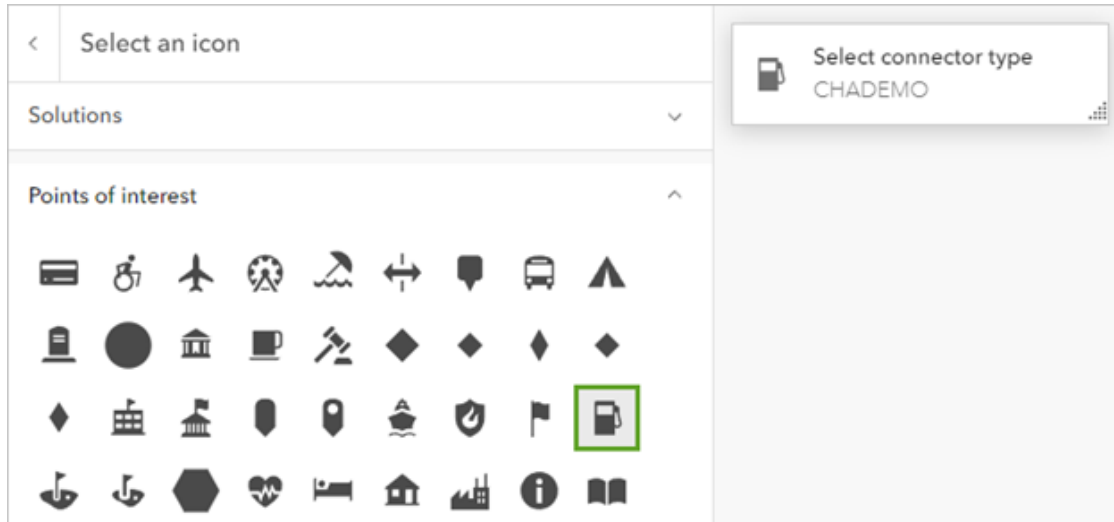 Select an icon
Solutions
Points of interest
Select connector type
CHADEMO